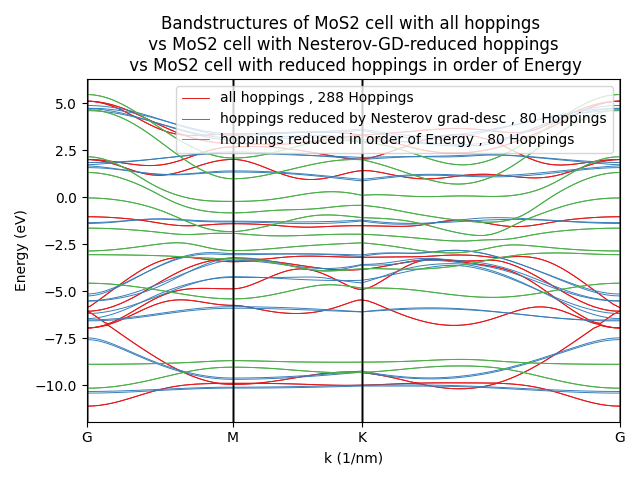 Bandstructures of MoS2 cell with all hoppings
vs MoS2 cell with Nesterov-GD-reduced hoppings
vs MoS2 cell with reduced hoppings in order of Energy
all hoppings , 288 Hoppings
hoppings reduced by Nesterov grad-desc , 80 Hoppings
hoppings reduced in order of Energy , 80 Hoppings
Energy (eV)
5.0
2.5
0.0
−2.5
−5.0
−7.5
−10.0
G M K G
k (1/nm)